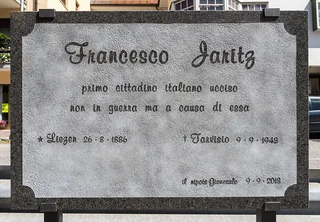 Francesco Jaritz
primo cittadino italiano ucciso
non in guerra ma a causa di essa
★ Liezen 26 - 8 - 1886 † Tarvisio 9 - 9 - 1943
il nipote Giancarlo 9 - 9 - 2013